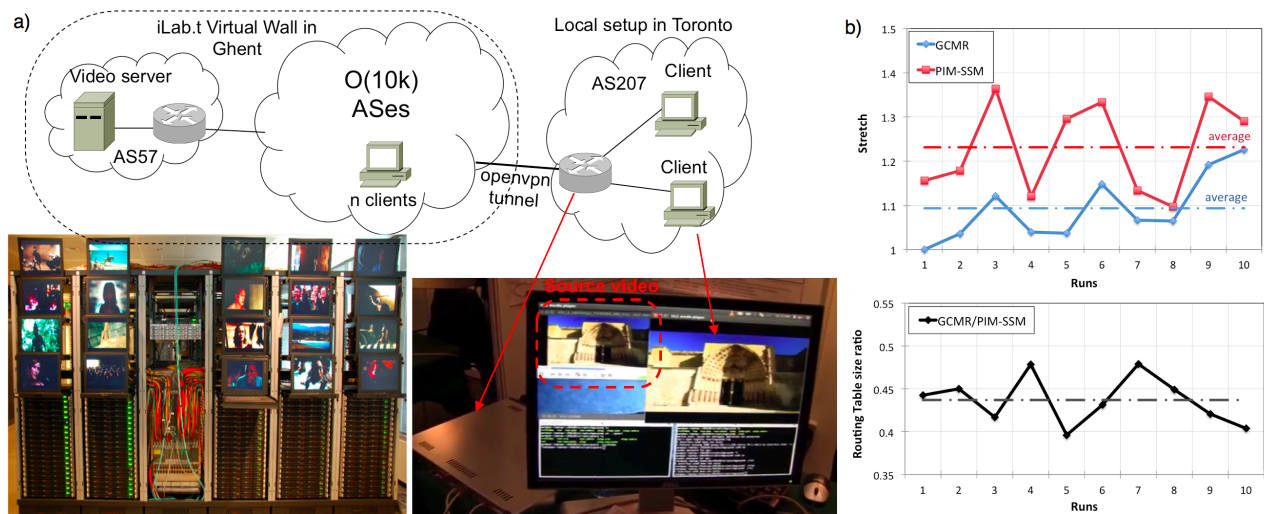 a)
iLab.t Virtual Wall in
Ghent
Video server
AS57
O(10k)
ASes
n clients
openvpn
tunnel
Local setup in Toronto
AS207
Client
Client
Source video
b)
1.5
1.4
1.3
1.2
1.1
1
Stretch
GCMR
PIM-SSM
average
average
1 2 3 4 5 6 7 8 9 10
Runs
0.55
0.5
0.45
0.4
0.35
Routing Table size ratio
GCMR/PIM-SSM
1 2 3 4 5 6 7 8 9 10
Runs